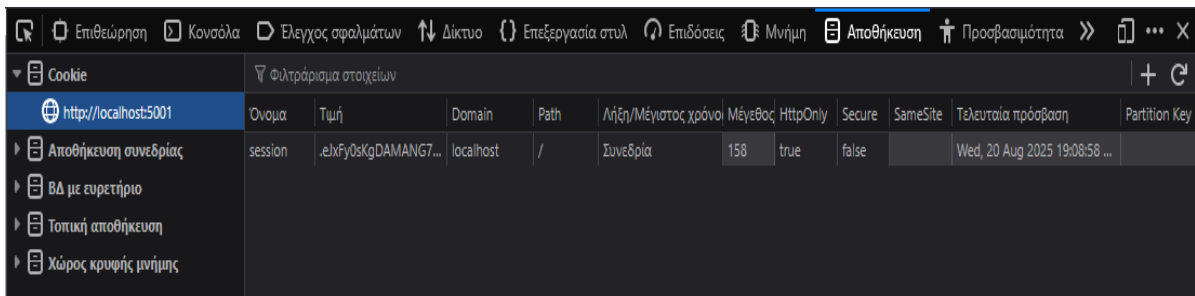 Επιθεώρηση Κονσόλα Έλεγχος σφαλμάτων Δίκτυο {} Επεξεργασία στυλ Επιδόσεις Μνήμη Αποθήκευση Προσβασιμότητα
Cookie Φιλτράρισμα στοιχείων
http://localhost:5001 Όνομα Τιμή Domain Path Λήξη/Μέγιστος χρόνο Μέγεθος HttpOnly Secure SameSite Τελευταία πρόσβαση Partition Key
Αποθήκευση συνεδρίας session .eJxFy0sKgDAMANG7... localhost / Συνεδρία 158 true false Wed, 20 Aug 2025 19:08:58 ...
ΒΔ με ευρετήριο
Τοπική αποθήκευση
Χώρος κρυφής μνήμης